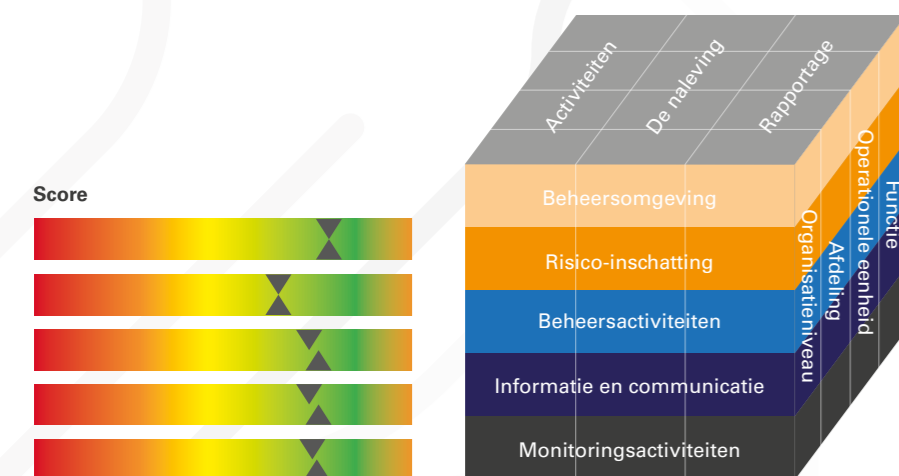 Score
Activiteiten
De naleving
Rapportage
Beheersomgeving
Risico-inschatting
Beheersactiviteiten
Informatie en communicatie
Monitoringsactiviteiten
Organisatieniveau
Afdeling
Operationele eenheid
Functie